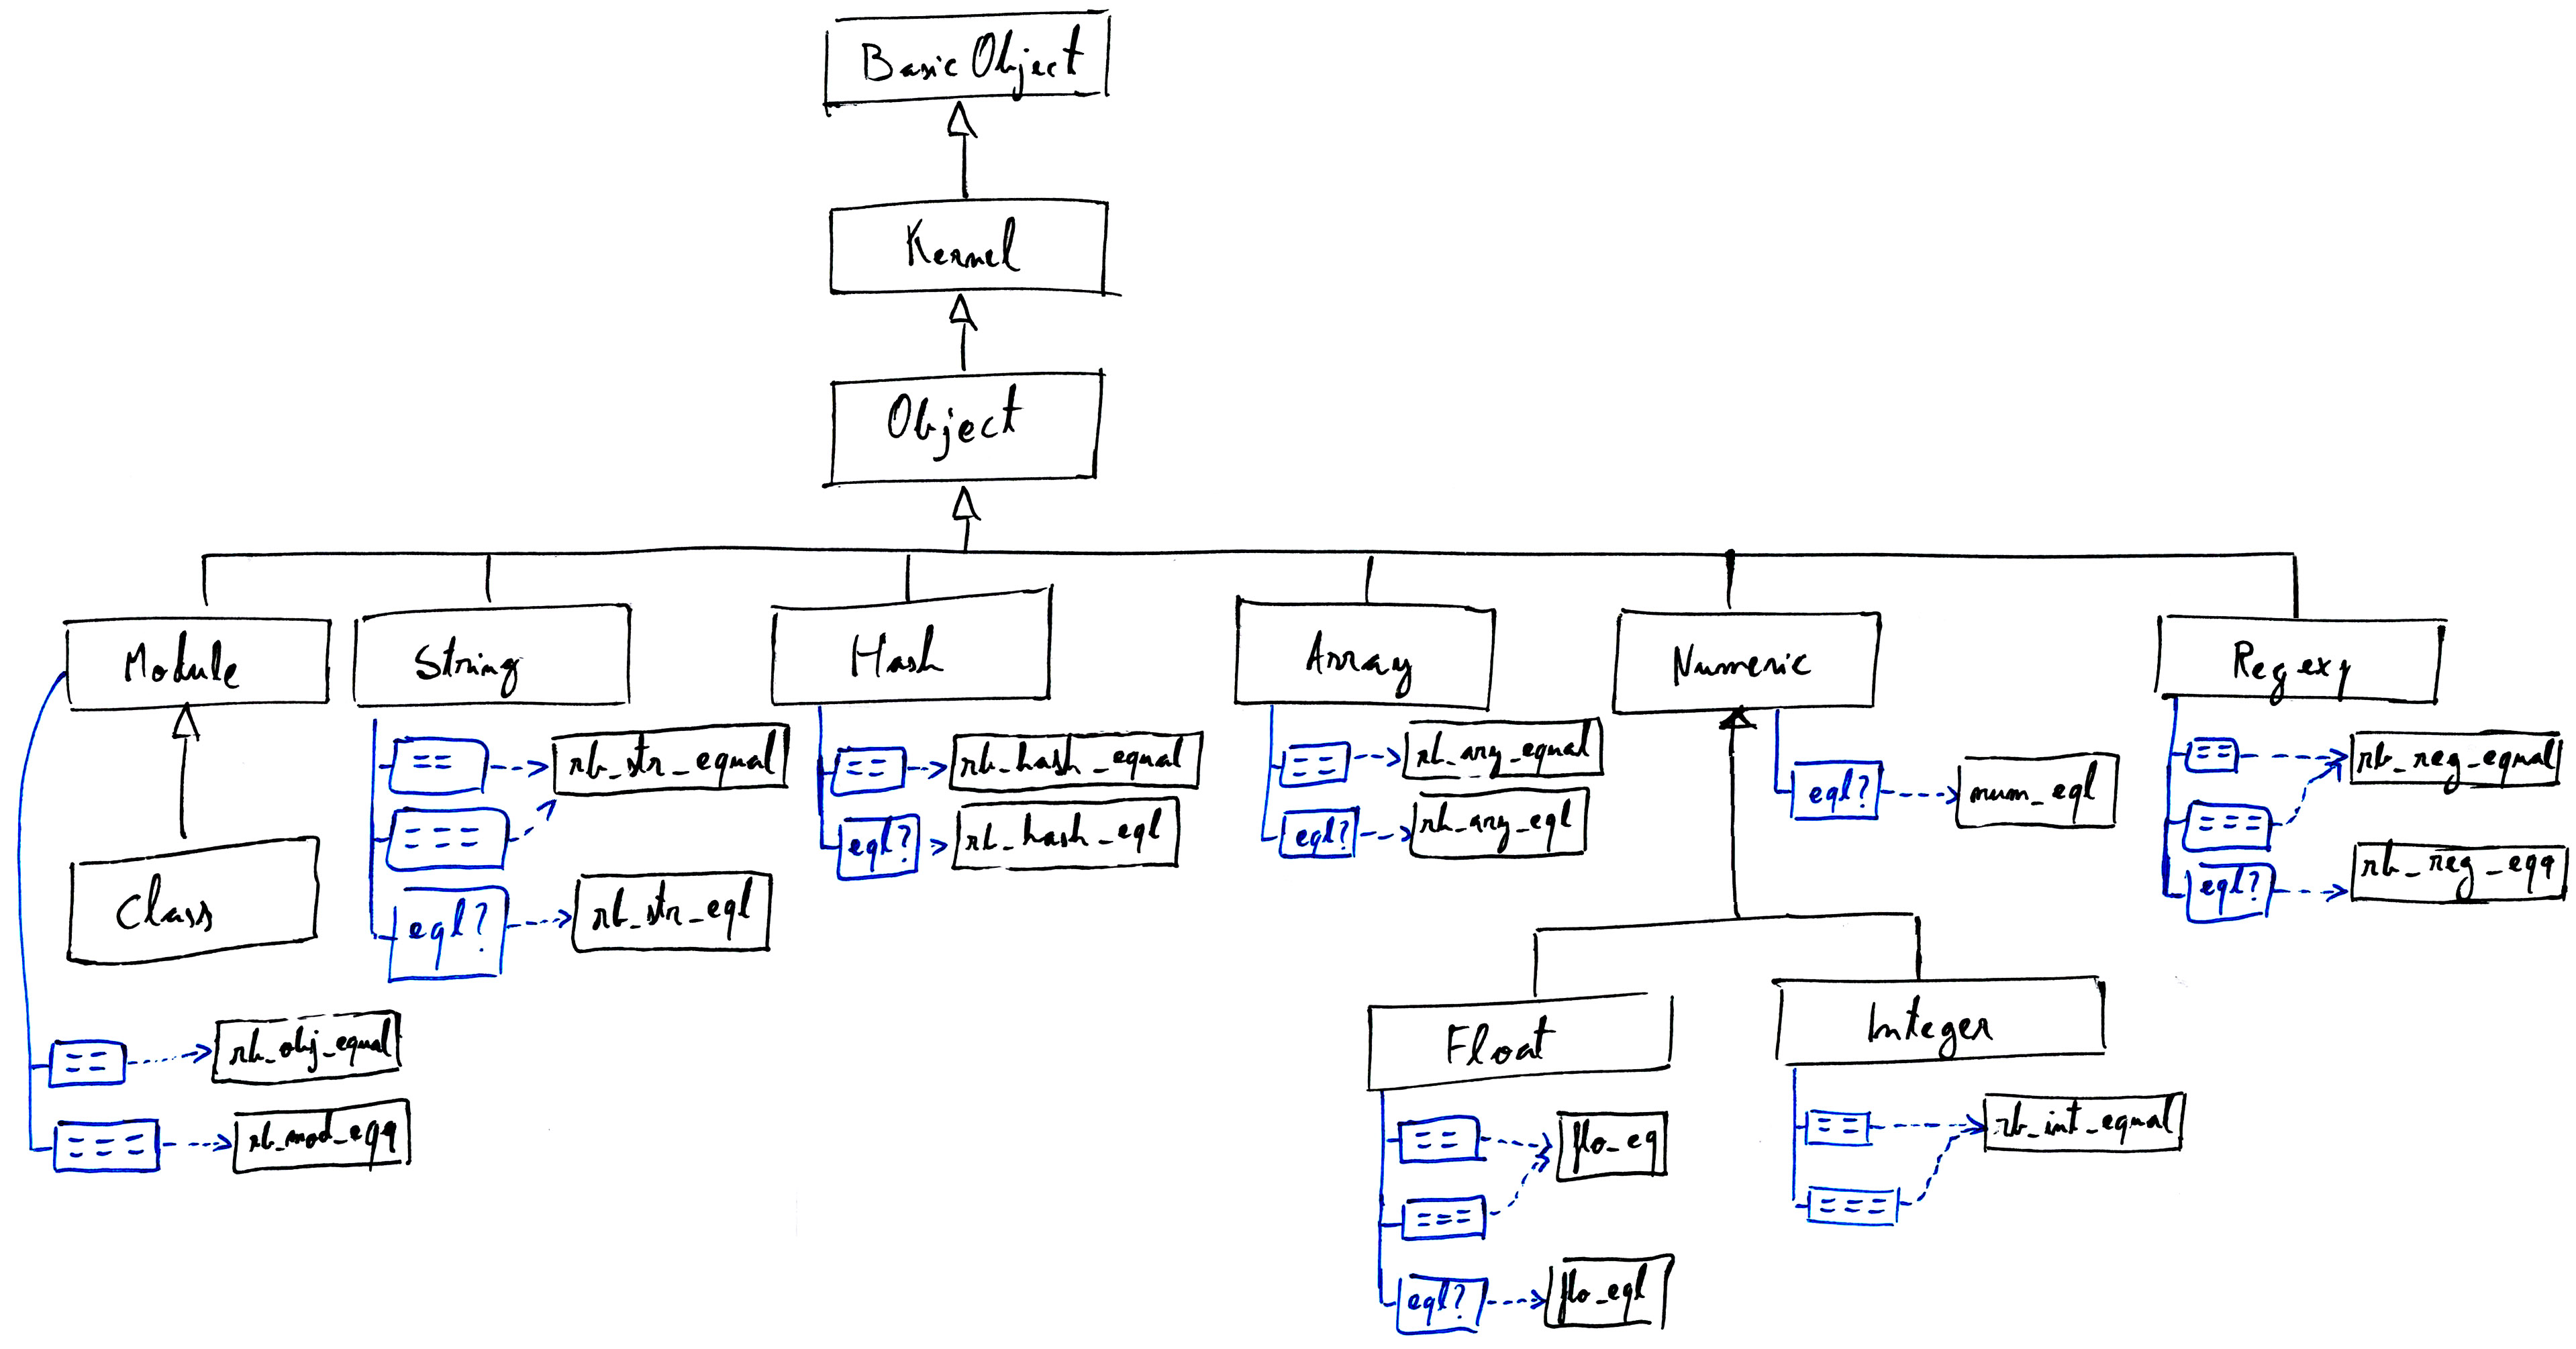 BasicObject
Kernel
Object
Module
String
Hash
Array
Numeric
Regexp
==
rb_str_equal
===
eql?
rb_str_eql
==
rb_hash_equal
eql?
rb_hash_eql
==
rb_ary_equal
eql?
rb_ary_eql
eql?
num_eql
==
rb_reg_equal
===
eql?
rb_reg_eqq
Class
==
rb_obj_equal
===
rb_mod_eqq
Float
Integer
==
flo_eq
===
eql?
flo_eql
==
rb_int_equal
===